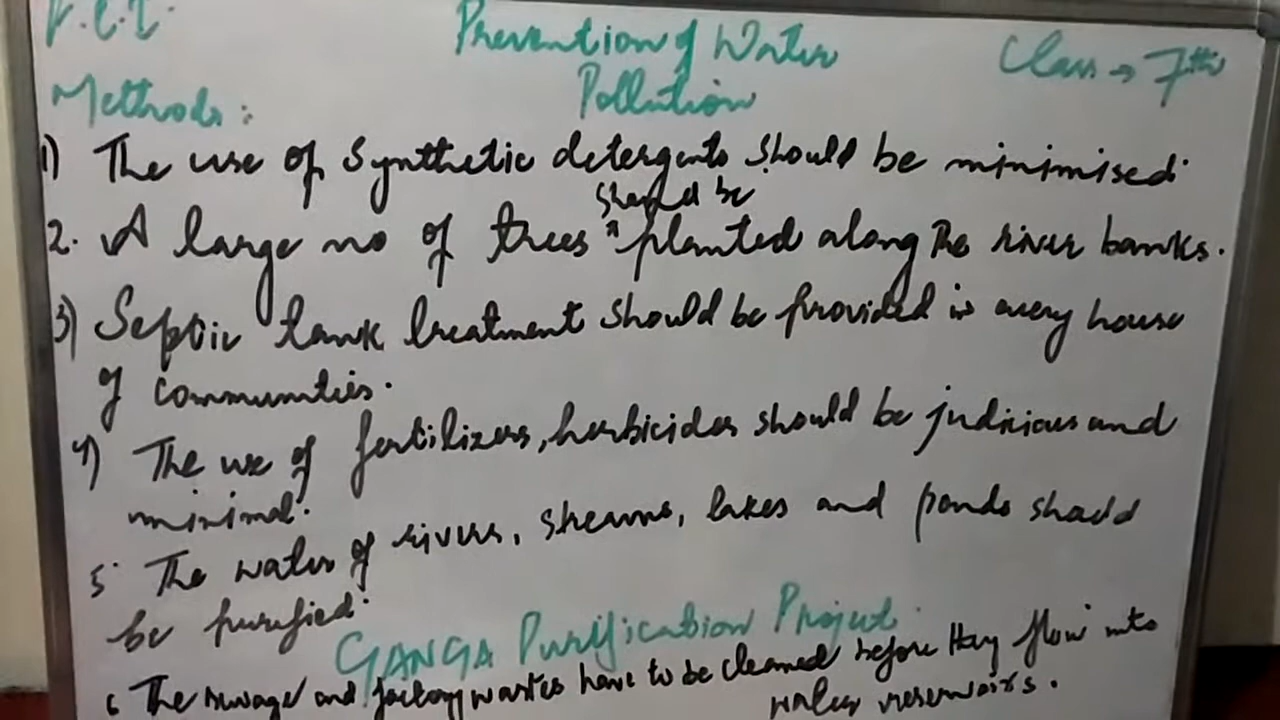 Prevention of Water
Class → 7th
Pollution
Methods:
1) The use of synthetic detergents should be minimised.
should be
2. A large no of trees ^ planted along the river banks.
3) Septic tank treatment should be provided in every house
of communities.
4) The use of fertilizers, herbicides should be judicious and
minimal.
5. The water of rivers, streams, lakes and ponds should
be purified.
GANGA Purification Project.
6 The sewage and factory wastes have to be cleaned before they flow into
water reservoirs.